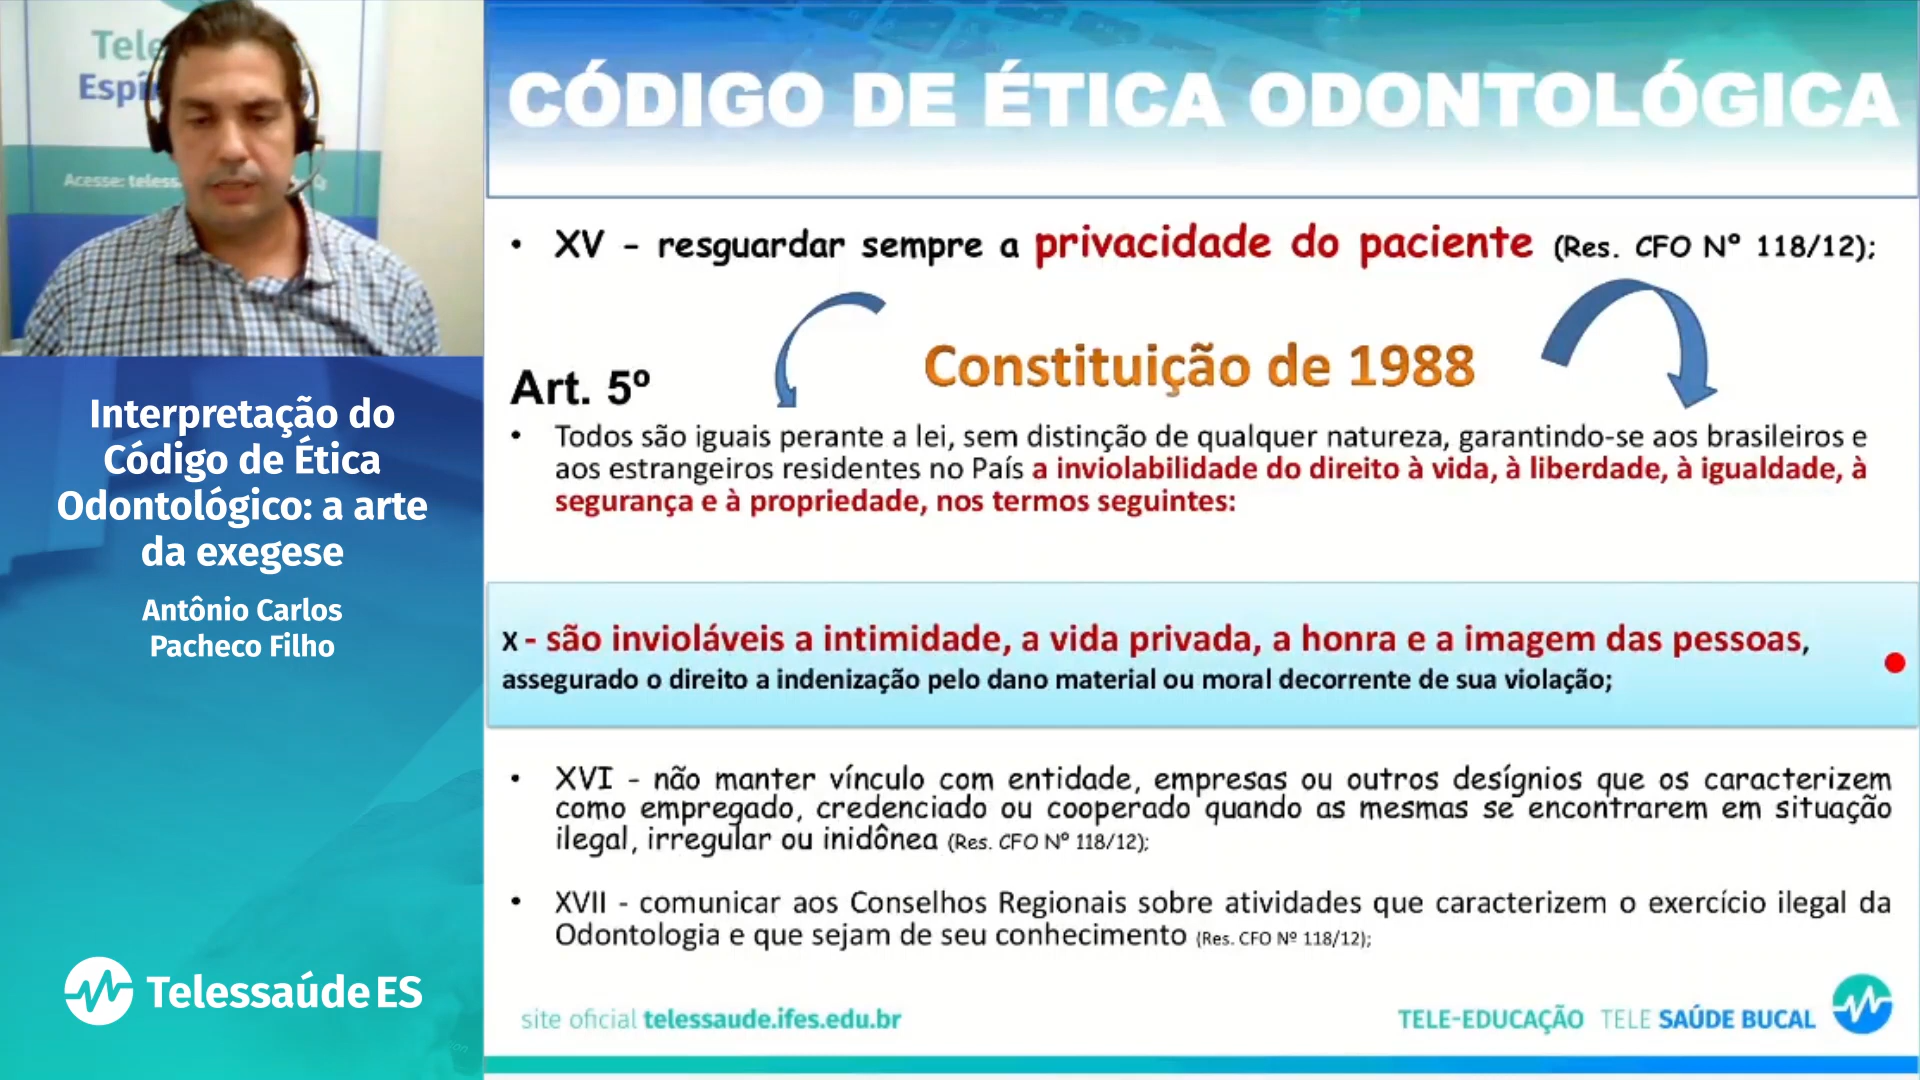 Tele
Espí
Acesse: teless
Interpretação do
Código de Ética
Odontológico: a arte
da exegese
Antônio Carlos
Pacheco Filho
TelessaúdeES
CÓDIGO DE ÉTICA ODONTOLÓGICA
• XV - resguardar sempre a privacidade do paciente (Res. CFO Nº 118/12);
Constituição de 1988
Art. 5º
• Todos são iguais perante a lei, sem distinção de qualquer natureza, garantindo-se aos brasileiros e
aos estrangeiros residentes no País a inviolabilidade do direito à vida, à liberdade, à igualdade, à
segurança e à propriedade, nos termos seguintes:
X - são invioláveis a intimidade, a vida privada, a honra e a imagem das pessoas,
assegurado o direito a indenização pelo dano material ou moral decorrente de sua violação;
• XVI - não manter vínculo com entidade, empresas ou outros desígnios que os caracterizem
como empregado, credenciado ou cooperado quando as mesmas se encontrarem em situação
ilegal, irregular ou inidônea (Res. CFO Nº 118/12);
• XVII - comunicar aos Conselhos Regionais sobre atividades que caracterizem o exercício ilegal da
Odontologia e que sejam de seu conhecimento (Res. CFO Nº 118/12);
site oficial telessaude.ifes.edu.br
TELE-EDUCAÇÃO TELE SAÚDE BUCAL